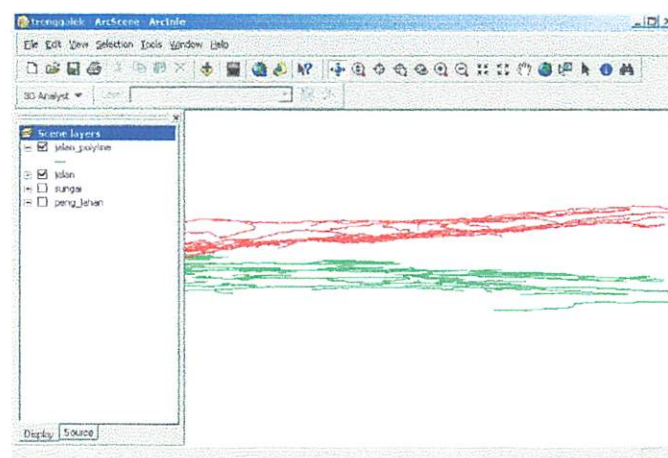 trenggalek - ArcScene - ArcInfo
File Edit View Selection Tools Window Help
3D Analyst
Scene layers
jalan_polyline
jalan
sungai
peng_lahan
Display Source